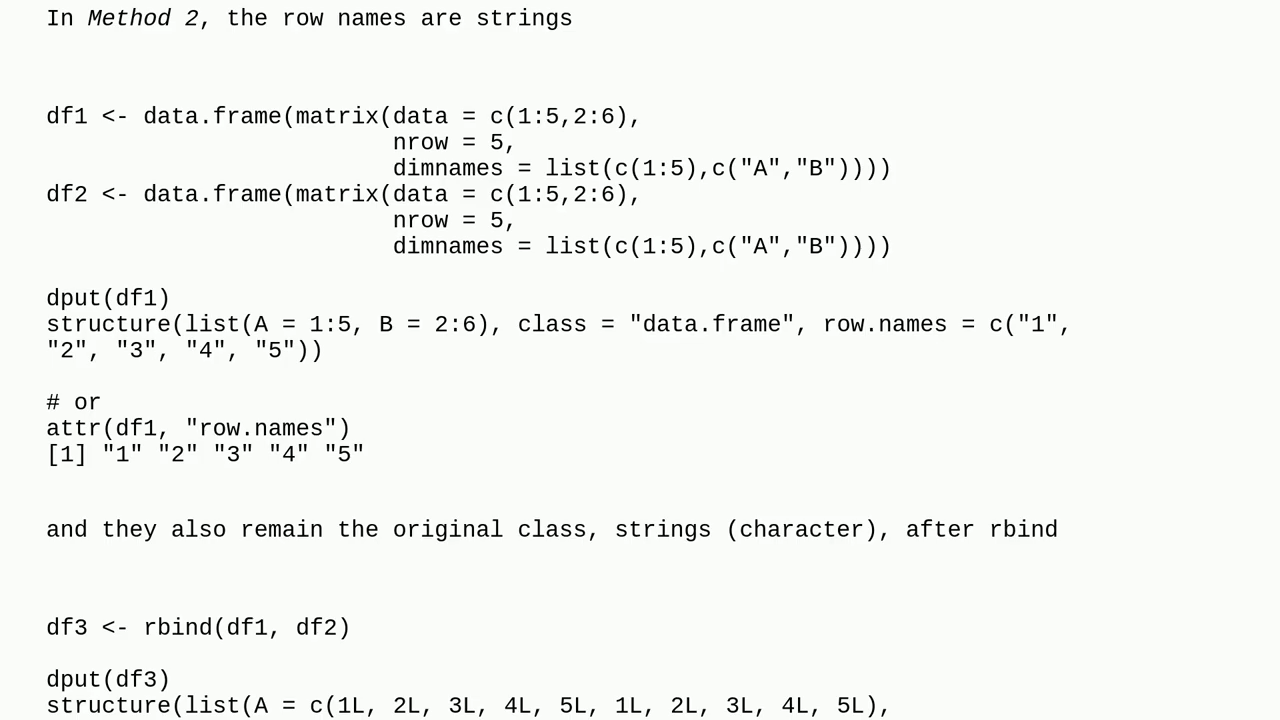 In Method 2, the row names are strings
df1 <- data.frame(matrix(data = c(1:5,2:6),
                         nrow = 5,
                         dimnames = list(c(1:5),c("A","B"))))
df2 <- data.frame(matrix(data = c(1:5,2:6),
                         nrow = 5,
                         dimnames = list(c(1:5),c("A","B"))))
dput(df1)
structure(list(A = 1:5, B = 2:6), class = "data.frame", row.names = c("1",
"2", "3", "4", "5"))
# or
attr(df1, "row.names")
[1] "1" "2" "3" "4" "5"
and they also remain the original class, strings (character), after rbind
df3 <- rbind(df1, df2)
dput(df3)
structure(list(A = c(1L, 2L, 3L, 4L, 5L, 1L, 2L, 3L, 4L, 5L),